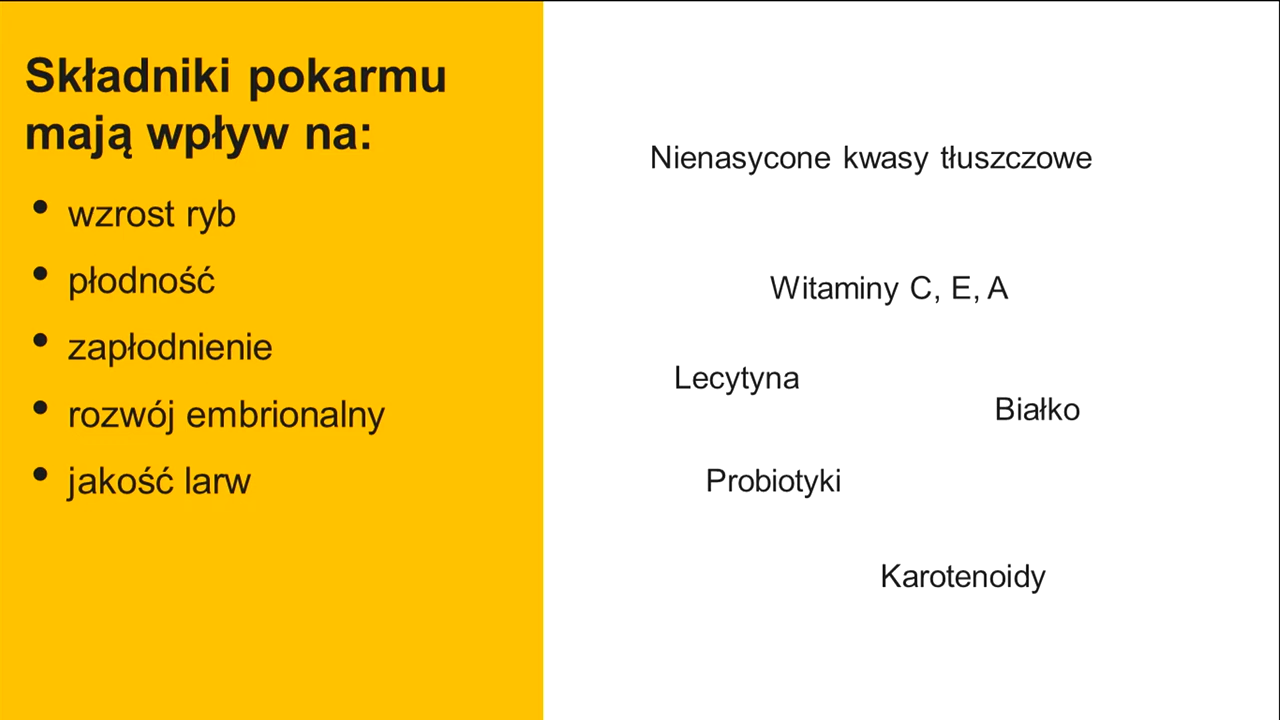 Składniki pokarmu
mają wpływ na:
• wzrost ryb
• płodność
• zapłodnienie
• rozwój embrionalny
• jakość larw
Nienasycone kwasy tłuszczowe
Witaminy C, E, A
Lecytyna
Białko
Probiotyki
Karotenoidy